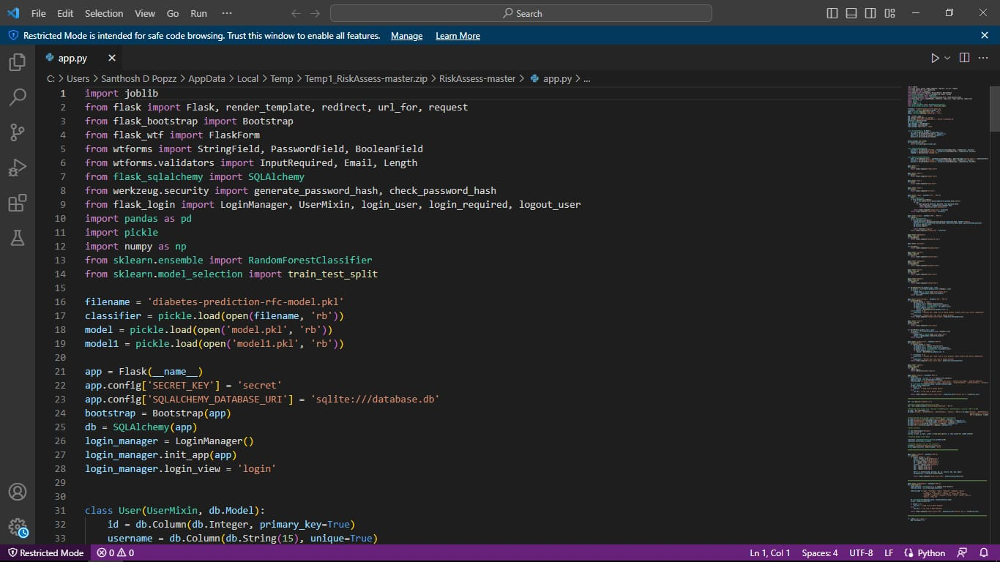 File Edit Selection View Go Run ··· Search
Restricted Mode is intended for safe code browsing. Trust this window to enable all features. Manage Learn More
app.py
C: > Users > Santhosh D Popzz > AppData > Local > Temp > Temp1_RiskAssess-master.zip > RiskAssess-master > app.py > ...
1 import joblib
2 from flask import Flask, render_template, redirect, url_for, request
3 from flask_bootstrap import Bootstrap
4 from flask_wtf import FlaskForm
5 from wtforms import StringField, PasswordField, BooleanField
6 from wtforms.validators import InputRequired, Email, Length
7 from flask_sqlalchemy import SQLAlchemy
8 from werkzeug.security import generate_password_hash, check_password_hash
9 from flask_login import LoginManager, UserMixin, login_user, login_required, logout_user
10 import pandas as pd
11 import pickle
12 import numpy as np
13 from sklearn.ensemble import RandomForestClassifier
14 from sklearn.model_selection import train_test_split
15
16 filename = 'diabetes-prediction-rfc-model.pkl'
17 classifier = pickle.load(open(filename, 'rb'))
18 model = pickle.load(open('model.pkl', 'rb'))
19 model1 = pickle.load(open('model1.pkl', 'rb'))
20
21 app = Flask(__name__)
22 app.config['SECRET_KEY'] = 'secret'
23 app.config['SQLALCHEMY_DATABASE_URI'] = 'sqlite:///database.db'
24 bootstrap = Bootstrap(app)
25 db = SQLAlchemy(app)
26 login_manager = LoginManager()
27 login_manager.init_app(app)
28 login_manager.login_view = 'login'
29
30
31 class User(UserMixin, db.Model):
32     id = db.Column(db.Integer, primary_key=True)
33     username = db.Column(db.String(15), unique=True)
Restricted Mode 0 0 Ln 1, Col 1 Spaces: 4 UTF-8 LF Python